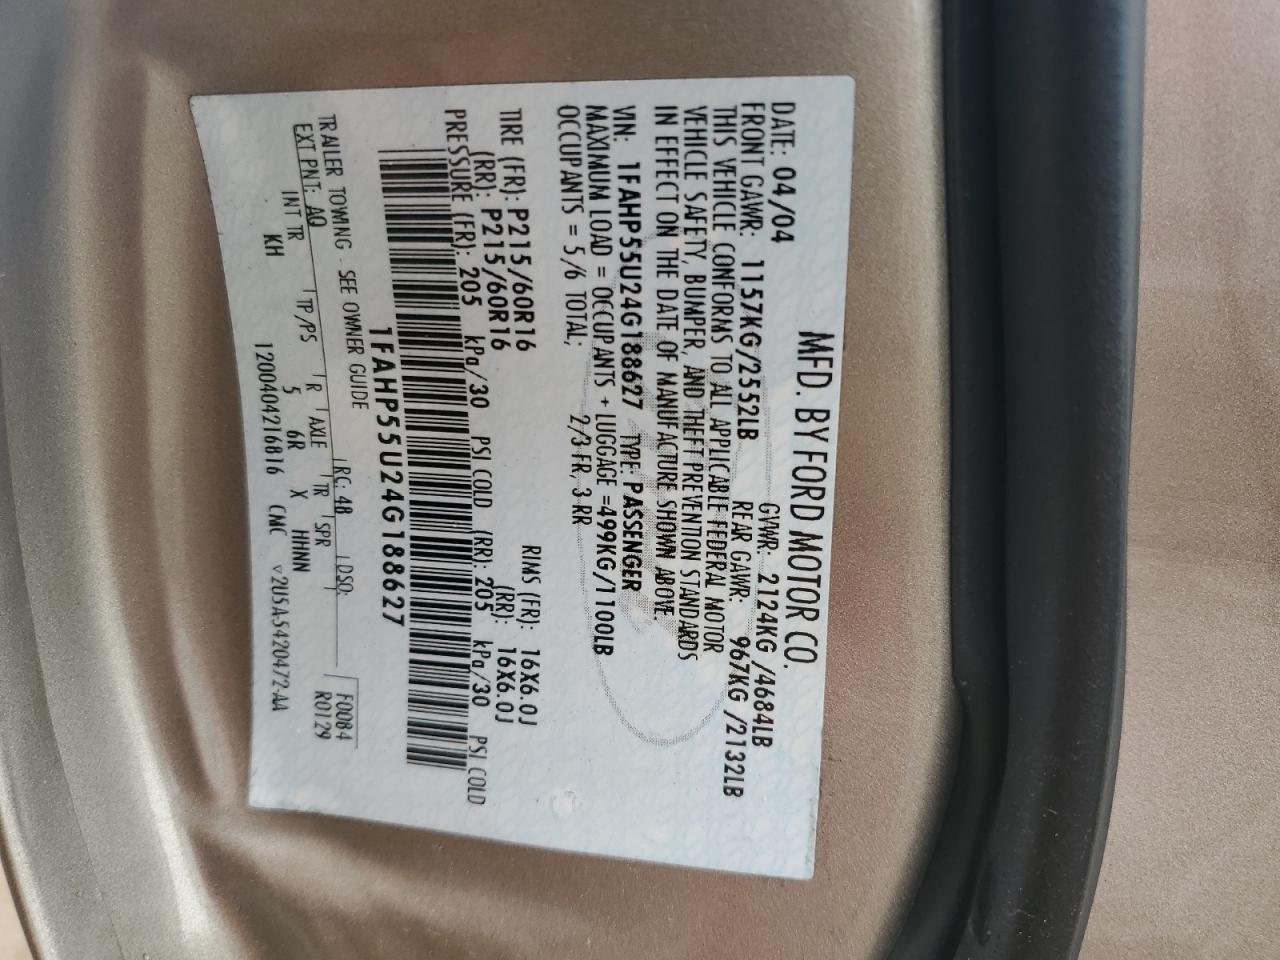 MFD. BY FORD MOTOR CO.
DATE: 04/04 GVWR: 2124KG /4684LB
FRONT GAWR: 1157KG/2552LB REAR GAWR: 967KG /2132LB
THIS VEHICLE CONFORMS TO ALL APPLICABLE FEDERAL MOTOR
VEHICLE SAFETY, BUMPER, AND THEFT PREVENTION STANDARDS
IN EFFECT ON THE DATE OF MANUFACTURE SHOWN ABOVE.
VIN: 1FAHP55U24G188627 TYPE: PASSENGER
MAXIMUM LOAD = OCCUPANTS + LUGGAGE =499KG/1100LB
OCCUPANTS = 5/6 TOTAL; 2/3 FR, 3 RR
TIRE (FR): P215/60R16 RIMS (FR): 16X6.0J
(RR): P215/60R16 (RR): 16X6.0J
PRESSURE (FR): 205 kPa/30 PSI COLD (RR): 205 kPa/30 PSI COLD
1FAHP55U24G188627
TRAILER TOWING - SEE OWNER GUIDE
EXT PNT: AQ RC: 48 DSO: F0084
INT TR TP/PS R AXLE TR SPR R0129
KH 5 6R X HHNN
1200404216816 CMC ▽2U5A5420472-AA